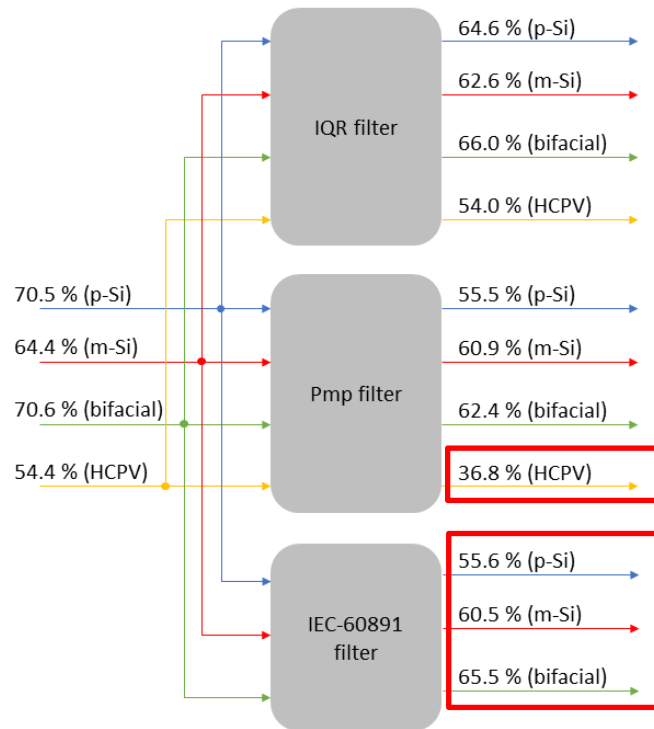 64.6 % (p-Si)
62.6 % (m-Si)
IQR filter
66.0 % (bifacial)
54.0 % (HCPV)
70.5 % (p-Si)
55.5 % (p-Si)
64.4 % (m-Si)
60.9 % (m-Si)
Pmp filter
70.6 % (bifacial)
62.4 % (bifacial)
54.4 % (HCPV)
36.8 % (HCPV)
55.6 % (p-Si)
60.5 % (m-Si)
IEC-60891
filter
65.5 % (bifacial)